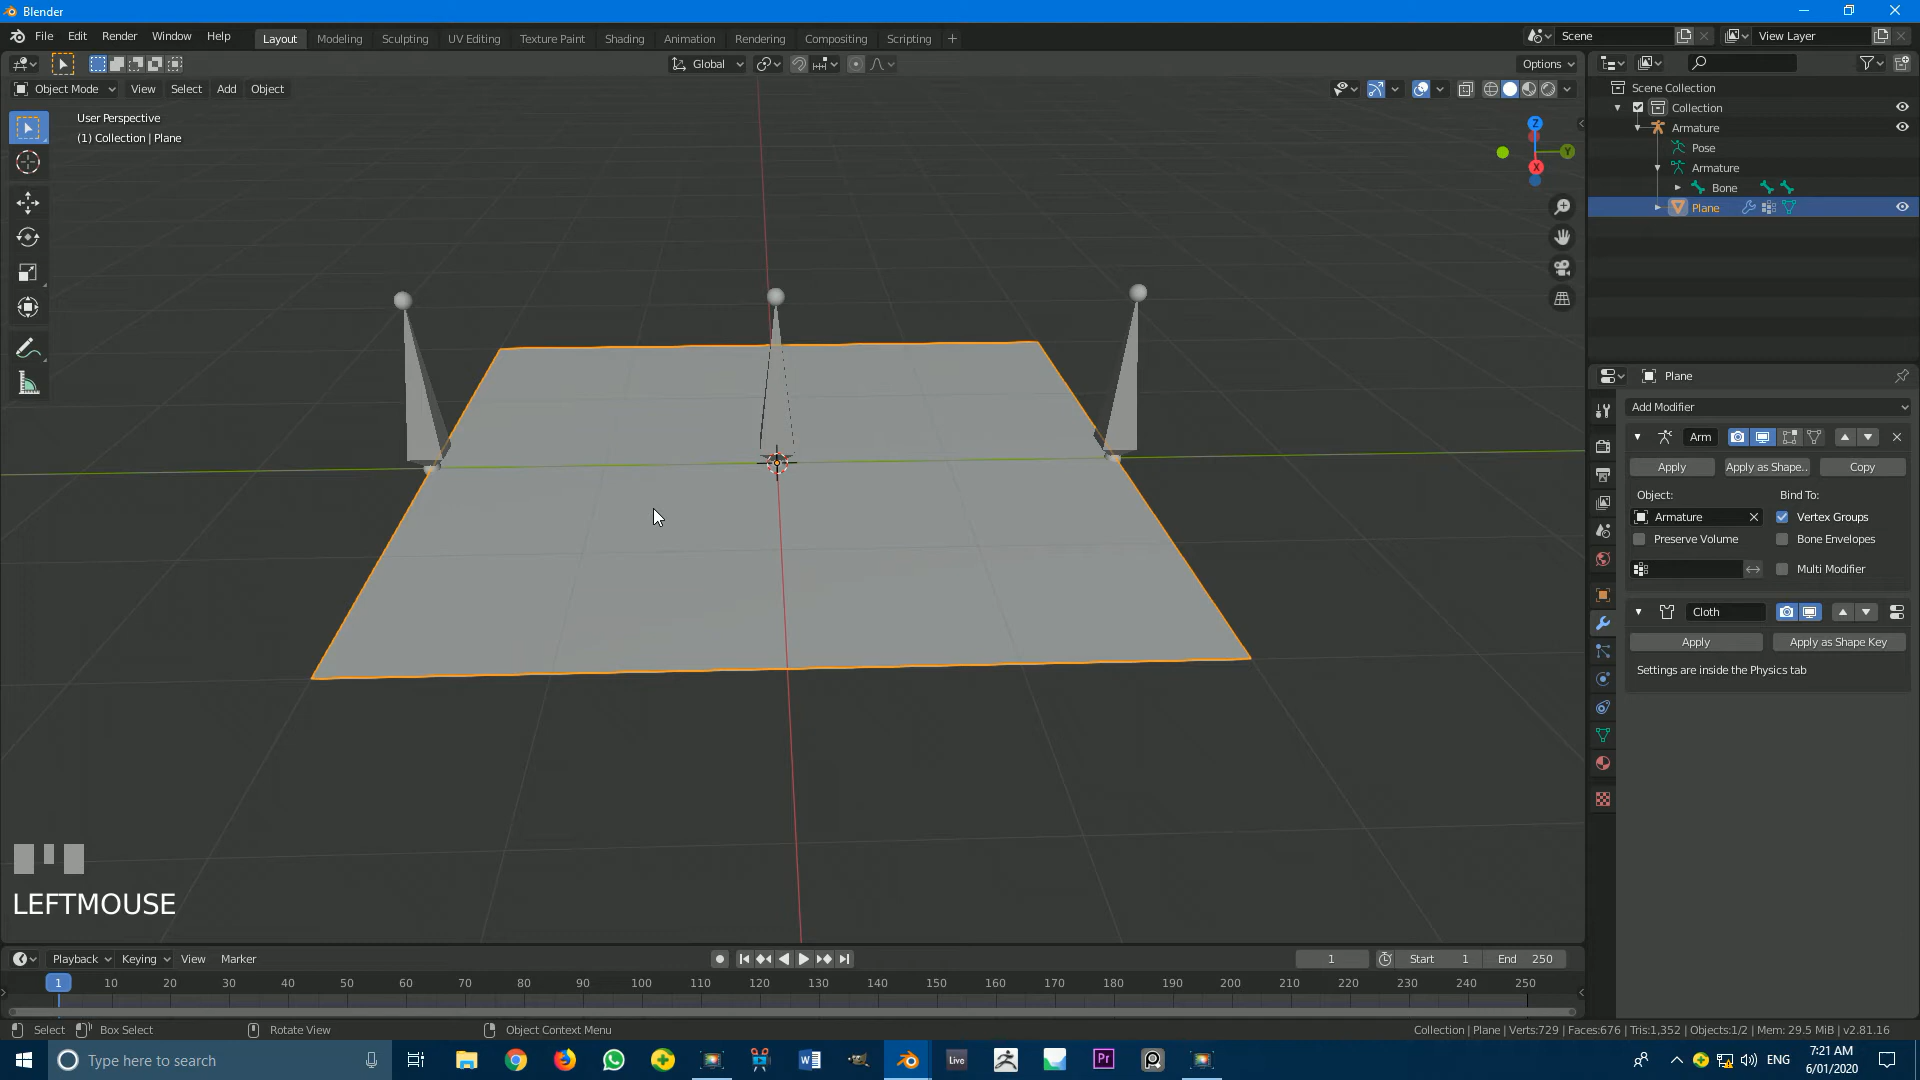 Blender
File Edit Render Window Help
Layout Modeling Sculpting UV Editing Texture Paint Shading Animation Rendering Compositing Scripting +
Scene
View Layer
Global
Options
Object Mode View Select Add Object
User Perspective
(1) Collection | Plane
Z
Y
X
Scene Collection
Collection
Armature
Pose
Armature
Bone
Plane
Plane
Add Modifier
Arm
Apply Apply as Shape.. Copy
Object: Bind To:
Armature Vertex Groups
Preserve Volume Bone Envelopes
Multi Modifier
Cloth
Apply Apply as Shape Key
Settings are inside the Physics tab
LEFTMOUSE
Playback Keying View Marker
1 Start 1 End 250
1 10 20 30 40 50 60 70 80 90 100 110 120 130 140 150 160 170 180 190 200 210 220 230 240 250
Select Box Select Rotate View Object Context Menu
Collection | Plane | Verts:729 | Faces:676 | Tris:1,352 | Objects:1/2 | Mem: 29.5 MiB | v2.81.16
Type here to search
W
Live
Pr
ENG
7:21 AM
6/01/2020